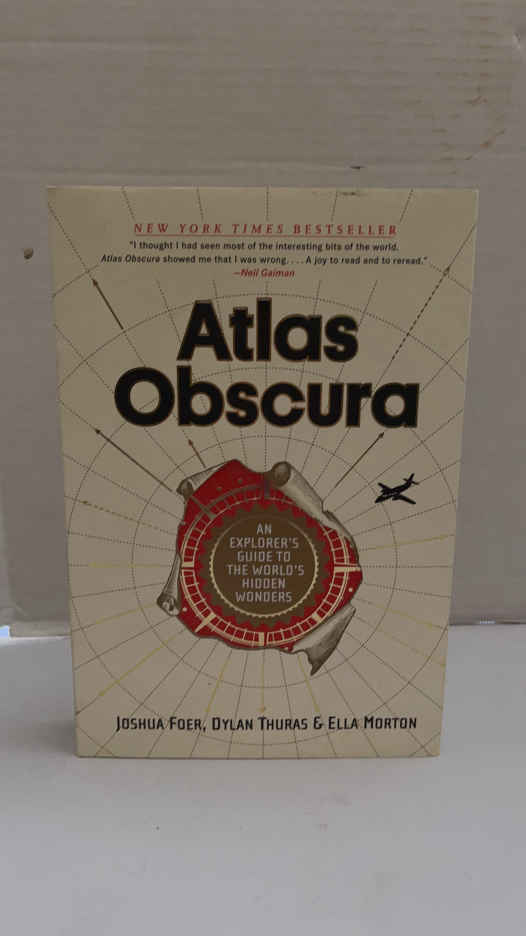 NEW YORK TIMES BESTSELLER
"I thought I had seen most of the interesting bits of the world.
Atlas Obscura showed me that I was wrong. . . . A joy to read and to reread."
—Neil Gaiman
Atlas
Obscura
AN
EXPLORER'S
GUIDE TO
THE WORLD'S
HIDDEN
WONDERS
JOSHUA FOER, DYLAN THURAS & ELLA MORTON